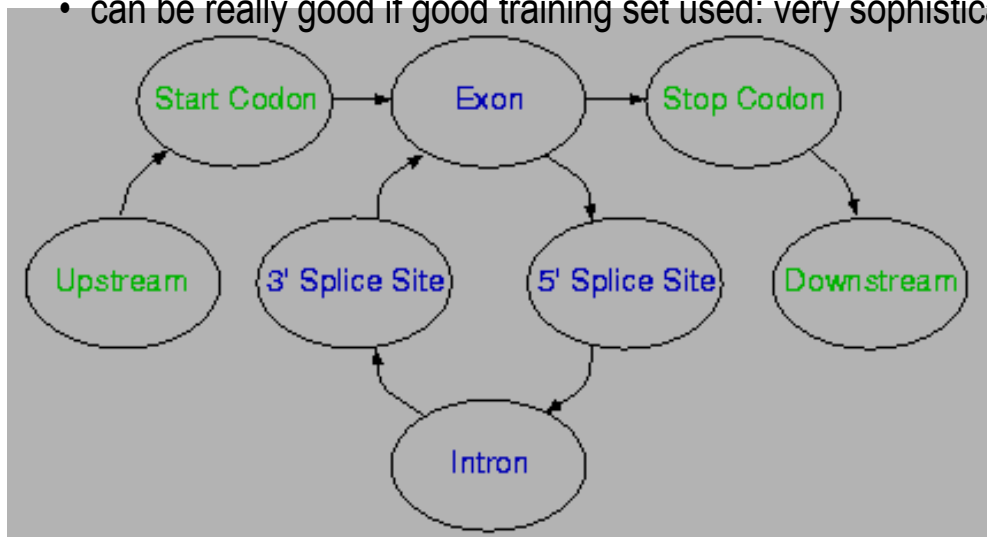 • can be really good if good training set used: very
Start Codon
Exon
Stop Codon
Upstream
3' Splice Site
5' Splice Site
Downstream
Intron